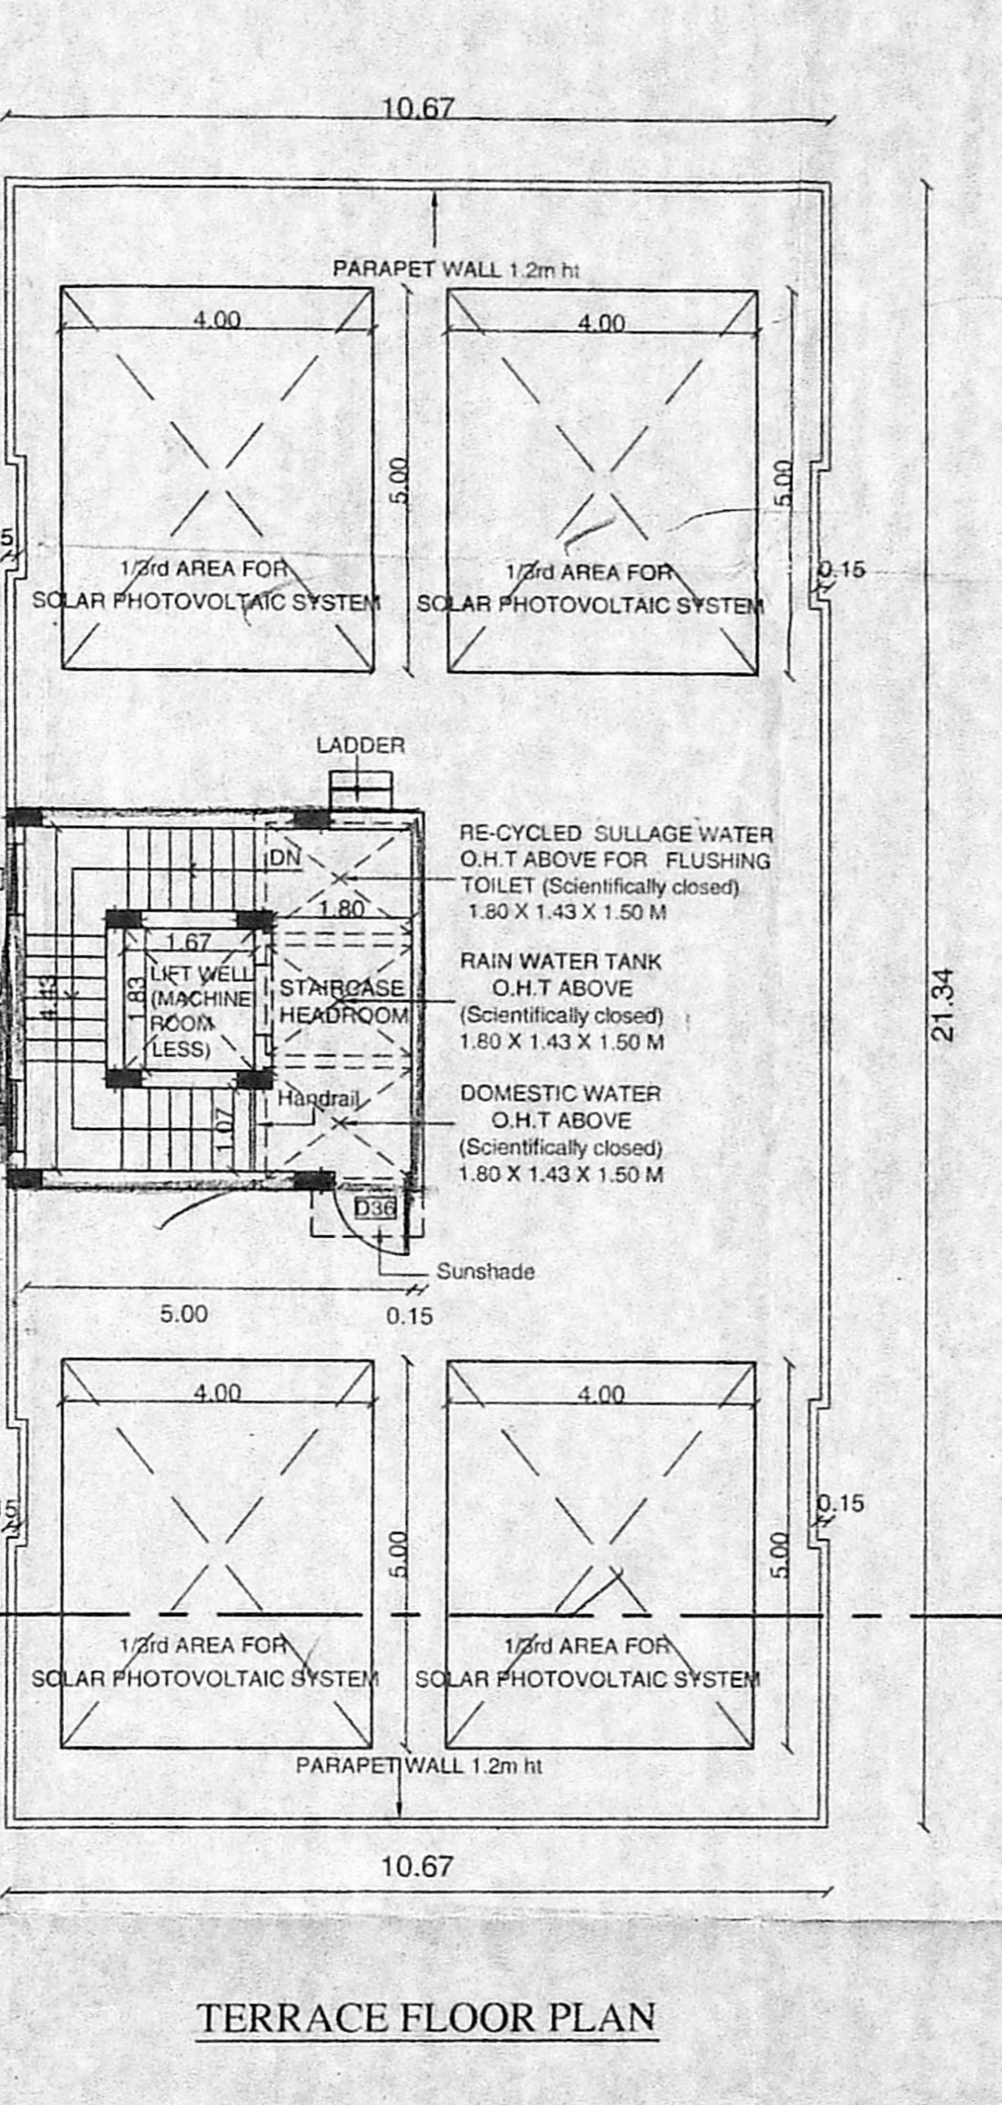 10.67
PARAPET WALL 1.2m ht
4.00
4.00
5.00
5.00
1/3rd AREA FOR
SOLAR PHOTOVOLTAIC SYSTEM
1/3rd AREA FOR
SOLAR PHOTOVOLTAIC SYSTEM
5
0.15
LADDER
RE-CYCLED SULLAGE WATER
O.H.T ABOVE FOR FLUSHING
TOILET (Scientifically closed)
1.80 X 1.43 X 1.50 M
DN
1.80
1.67
LIFT WELL
(MACHINE
ROOM
LESS)
1.83
4.43
STAIRCASE
HEADROOM
RAIN WATER TANK
O.H.T ABOVE
(Scientifically closed)
1.80 X 1.43 X 1.50 M
21.34
Handrail
1.07
DOMESTIC WATER
O.H.T ABOVE
(Scientifically closed)
1.80 X 1.43 X 1.50 M
D36
Sunshade
5.00
0.15
4.00
4.00
5.00
5.00
15
0.15
1/3rd AREA FOR
SOLAR PHOTOVOLTAIC SYSTEM
1/3rd AREA FOR
SOLAR PHOTOVOLTAIC SYSTEM
PARAPET WALL 1.2m ht
10.67
TERRACE FLOOR PLAN